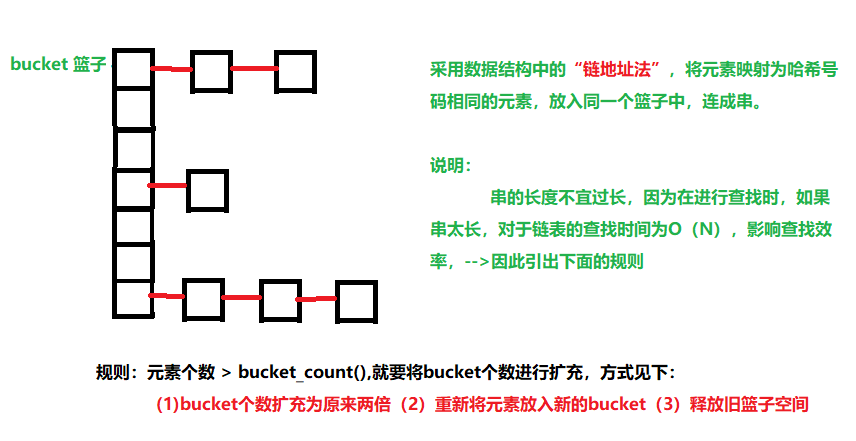 bucket 篮子
采用数据结构中的“链地址法”，将元素映射为哈希号
码相同的元素，放入同一个篮子中，连成串。
说明：
串的长度不宜过长，因为在进行查找时，如果
串太长，对于链表的查找时间为O（N），影响查找效
率，-->因此引出下面的规则
规则：元素个数 > bucket_count(),就要将bucket个数进行扩充，方式见下：
(1)bucket个数扩充为原来两倍（2）重新将元素放入新的bucket（3）释放旧篮子空间